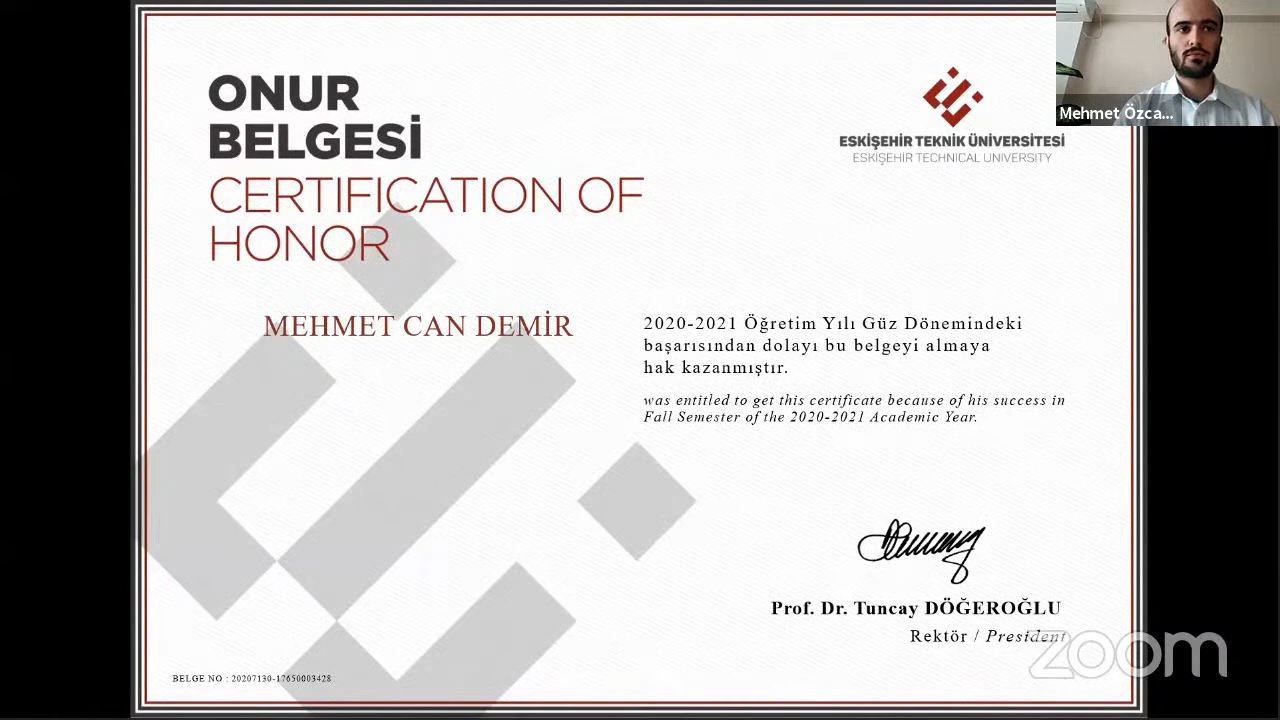 ONUR
BELGESİ
CERTIFICATION OF
HONOR
ESKİŞEHİR TEKNİK ÜNİVERSİTESİ
ESKİŞEHİR TECHNICAL UNIVERSITY
Mehmet Özca...
MEHMET CAN DEMİR
2020-2021 Öğretim Yılı Güz Dönemindeki
başarısından dolayı bu belgeyi almaya
hak kazanmıştır.
was entitled to get this certificate because of his success in
Fall Semester of the 2020-2021 Academic Year.
Prof. Dr. Tuncay DÖĞEROĞLU
Rektör / President
zoom
BELGE NO : 20207130-17650003428